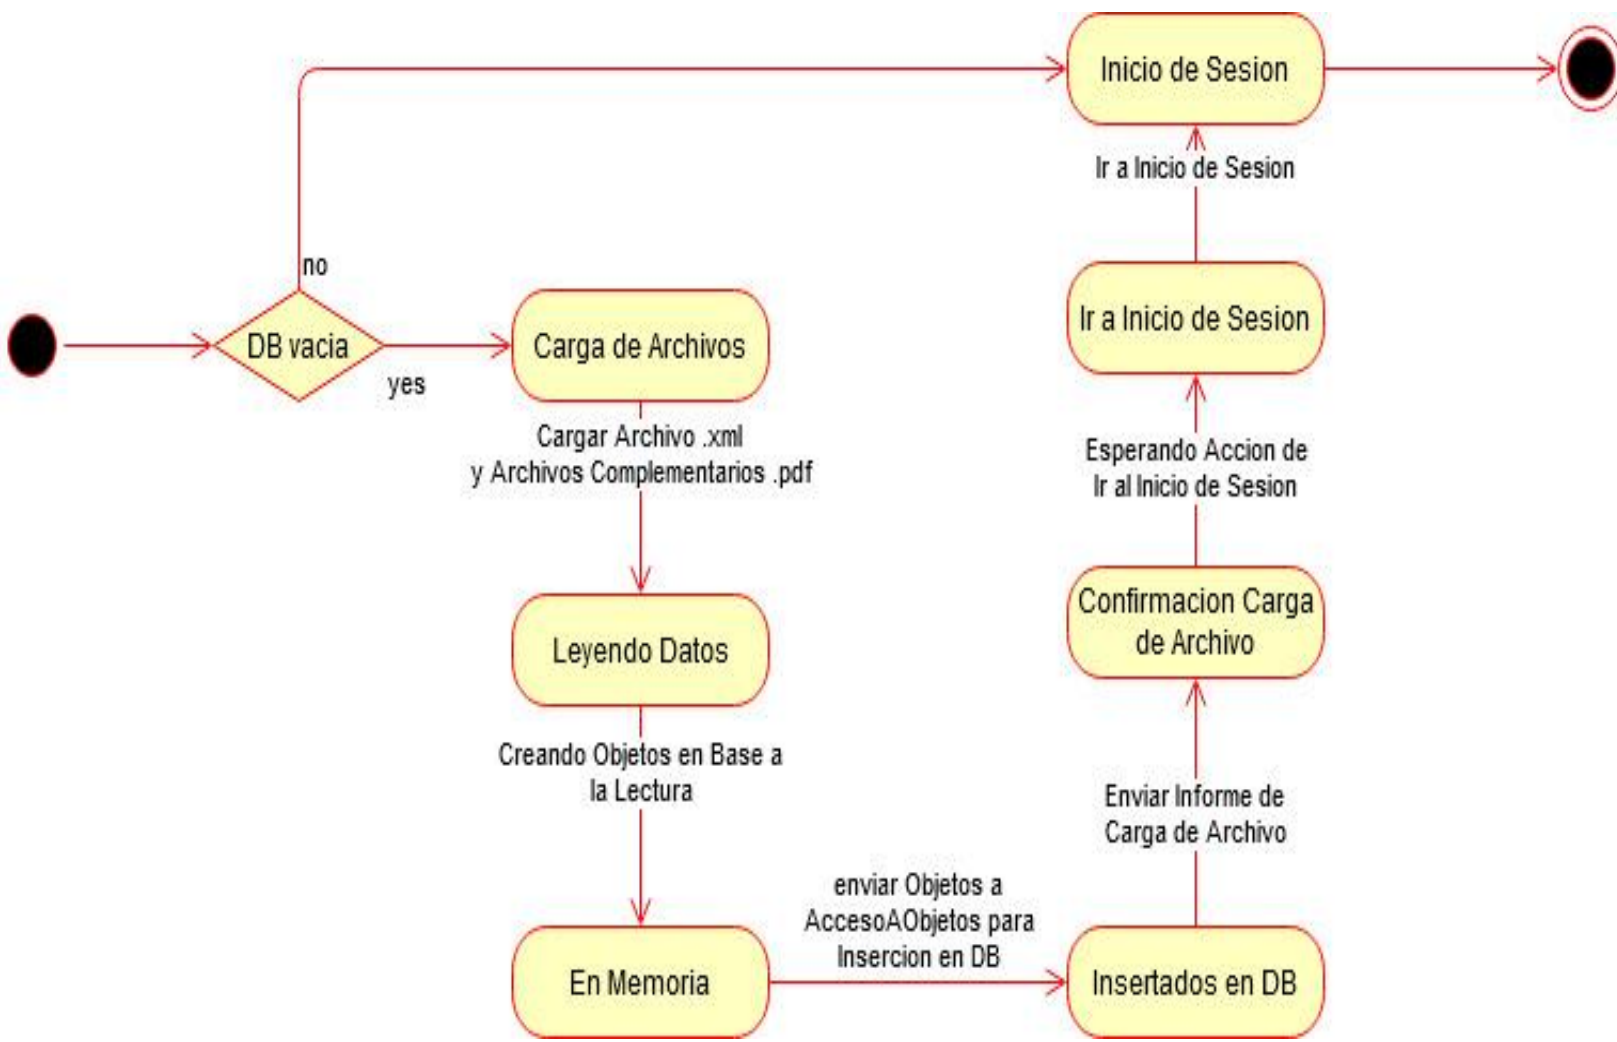 Inicio de Sesion
Ir a Inicio de Sesion
no
Ir a Inicio de Sesion
DB vacia
yes
Carga de Archivos
Cargar Archivo .xml
y Archivos Complementarios .pdf
Esperando Accion de
Ir al Inicio de Sesion
Leyendo Datos
Confirmacion Carga
de Archivo
Creando Objetos en Base a
la Lectura
Enviar Informe de
Carga de Archivo
enviar Objetos a
AccesoAObjetos para
Insercion en DB
En Memoria
Insertados en DB